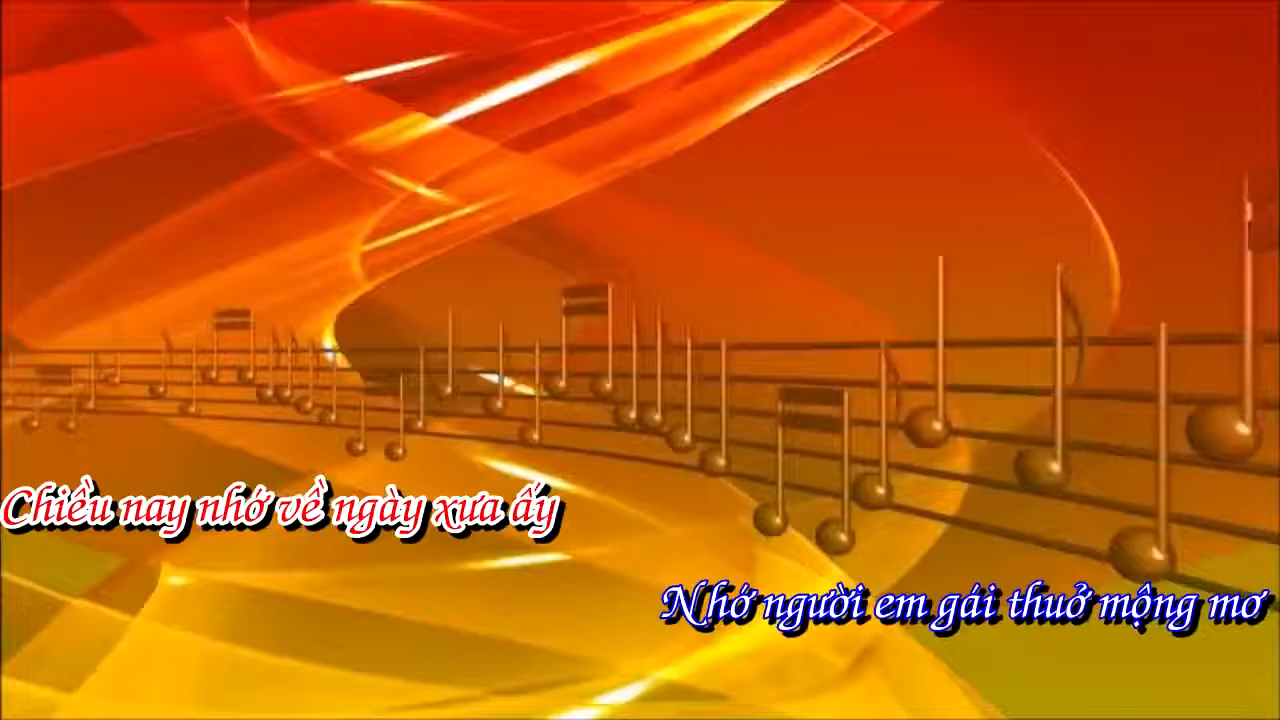 Chiều nay nhớ về ngày xưa ấy
Nhớ người em gái thuở mộng mơ